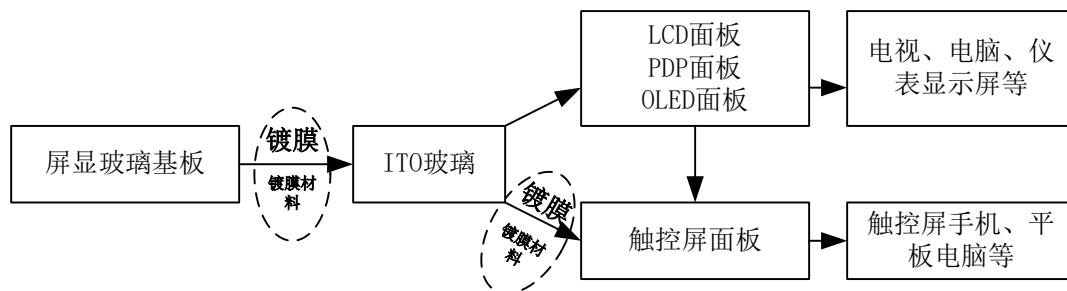 屏显玻璃基板
镀膜
镀膜材
料
ITO玻璃
镀膜
镀膜材
料
LCD面板
PDP面板
OLED面板
电视、电脑、仪
表显示屏等
触控屏面板
触控屏手机、平
板电脑等